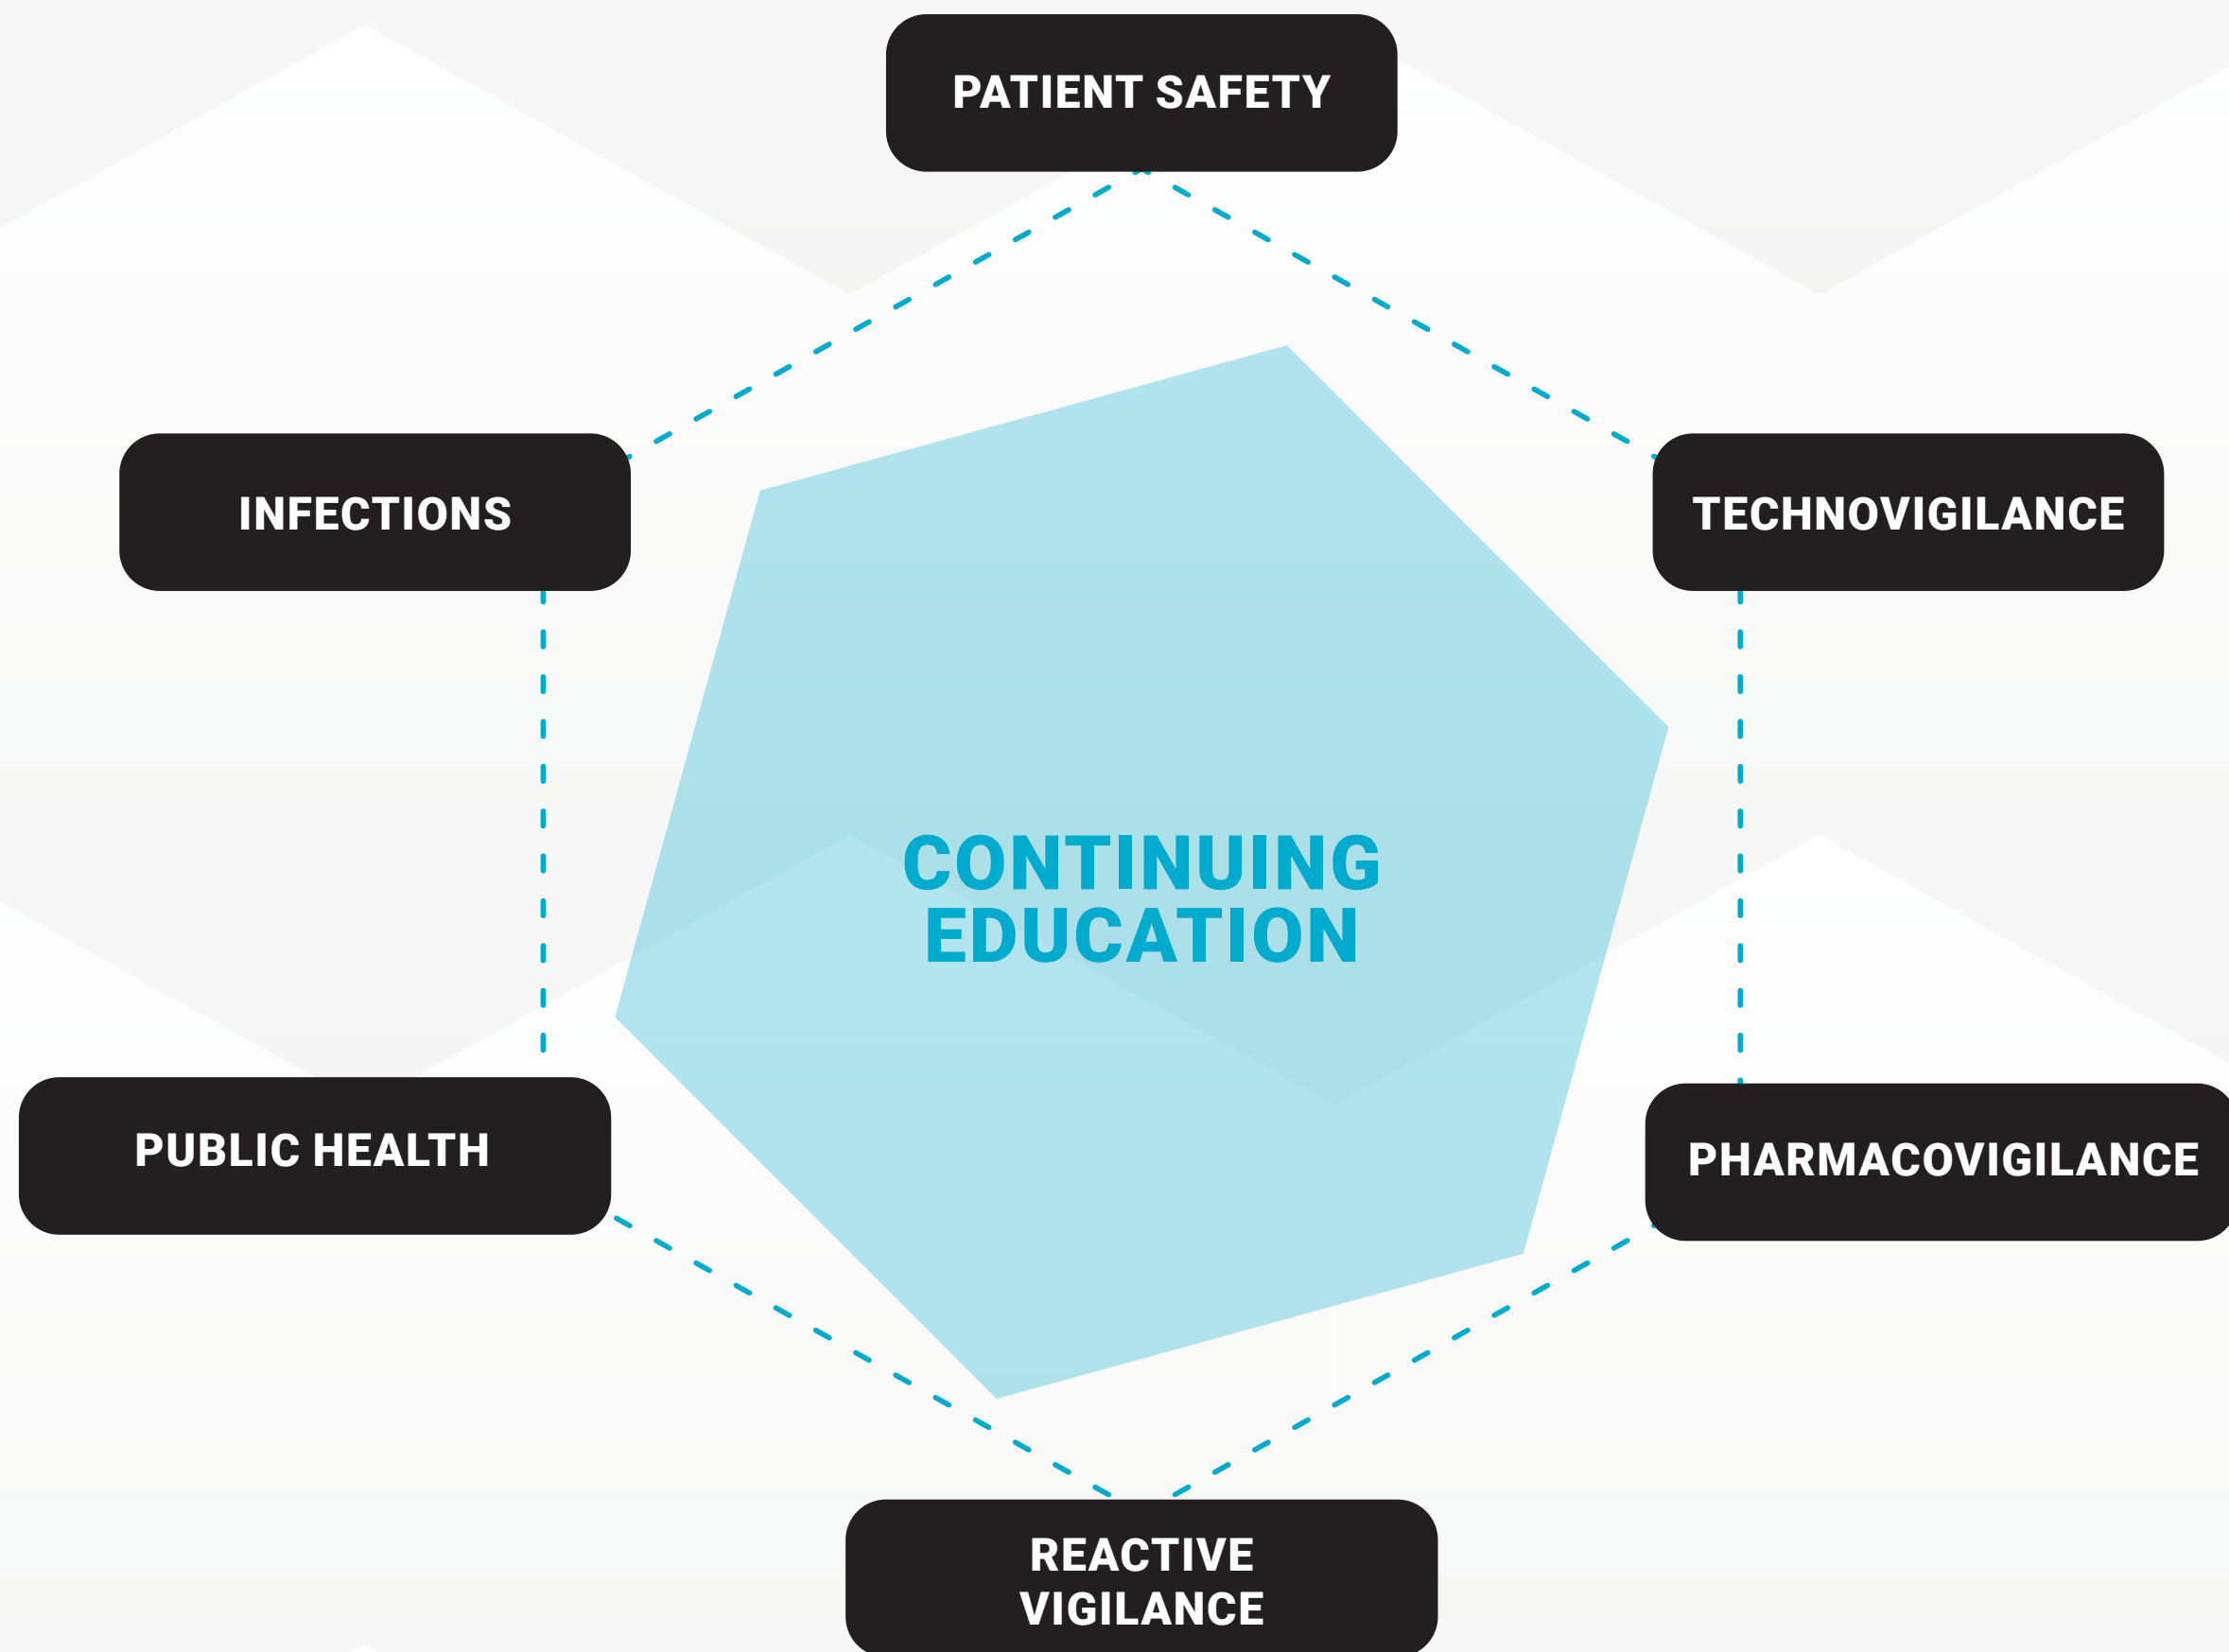 PATIENT SAFETY
INFECTIONS
TECHNOVIGILANCE
CONTINUING
EDUCATION
PUBLIC HEALTH
PHARMACOVIGILANCE
REACTIVE
VIGILANCE